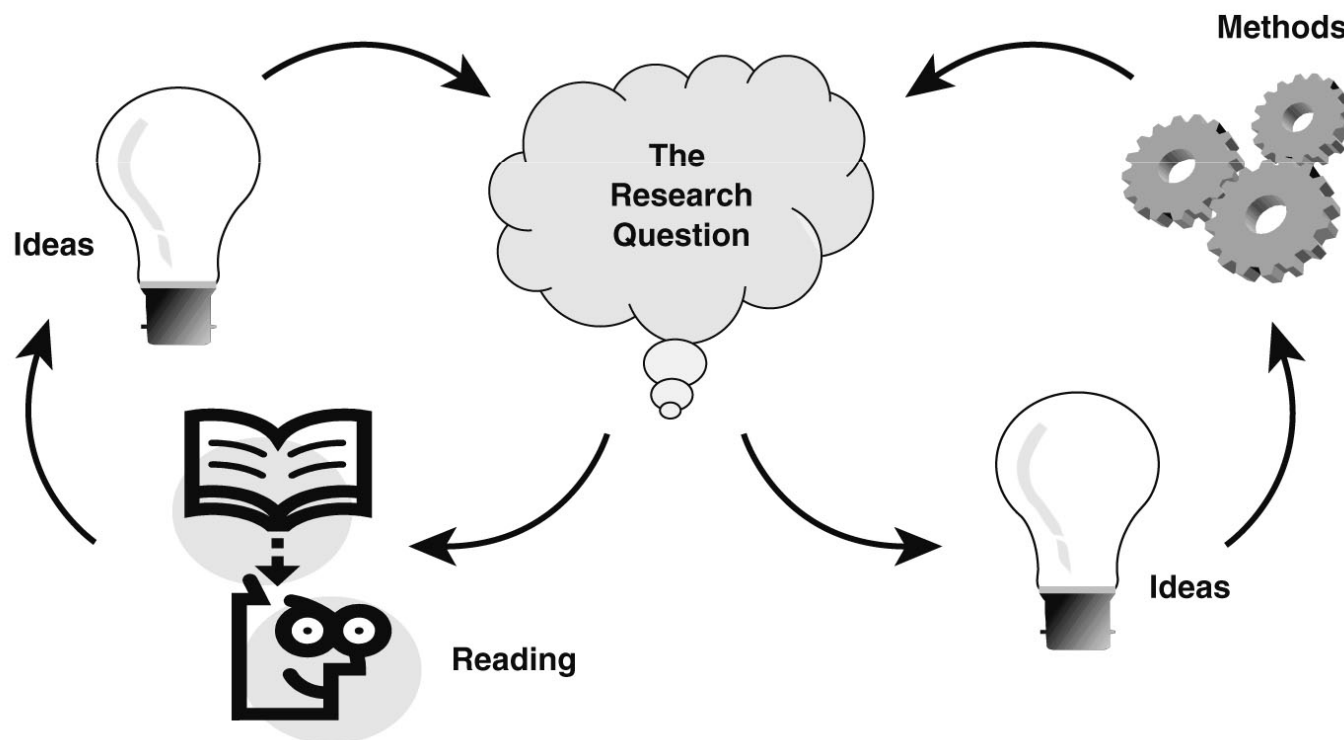 Methods
The
Research
Question
Ideas
Ideas
Reading